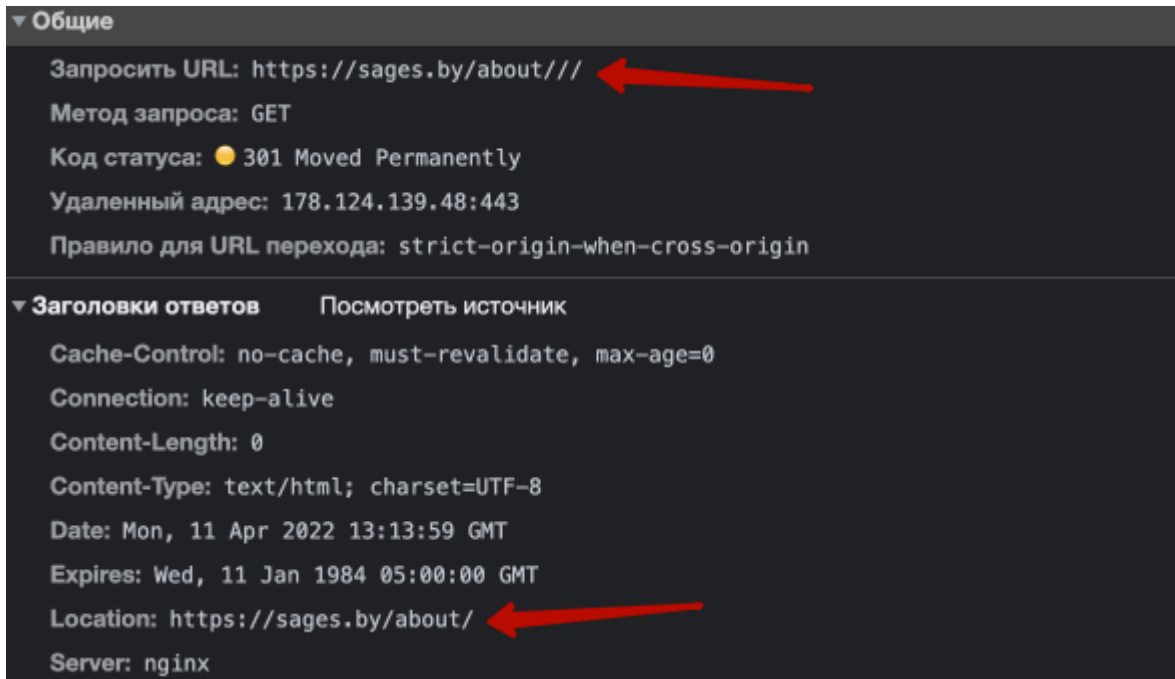 Общие
Запросить URL: https://sages.by/about///
Метод запроса: GET
Код статуса: 301 Moved Permanently
Удаленный адрес: 178.124.139.48:443
Правило для URL перехода: strict-origin-when-cross-origin
Заголовки ответов Посмотреть источник
Cache-Control: no-cache, must-revalidate, max-age=0
Connection: keep-alive
Content-Length: 0
Content-Type: text/html; charset=UTF-8
Date: Mon, 11 Apr 2022 13:13:59 GMT
Expires: Wed, 11 Jan 1984 05:00:00 GMT
Location: https://sages.by/about/
Server: nginx